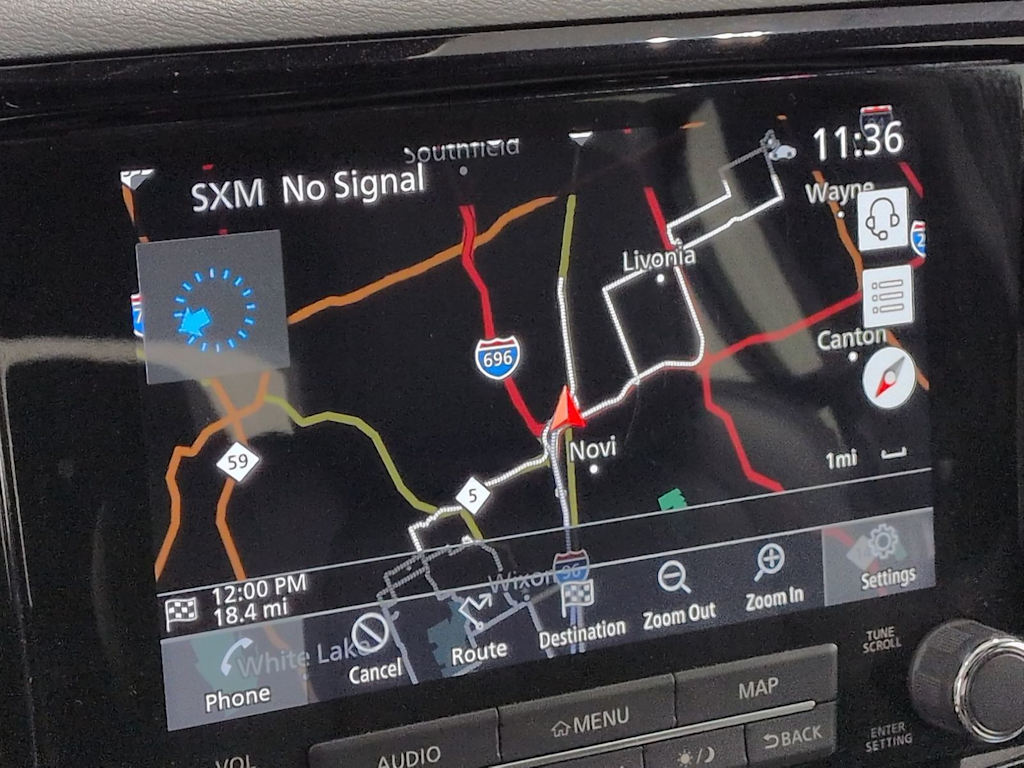 Southfield
11:36
SXM No Signal
Wayne
Livonia
696
Canton
59
Novi
1mi
5
Wixom
96
12:00 PM
18.4 mi
White Lake
Phone
Cancel
Route
Destination
Zoom Out
Zoom In
Settings
TUNE
SCROLL
VOL
AUDIO
MENU
MAP
BACK
ENTER
SETTING